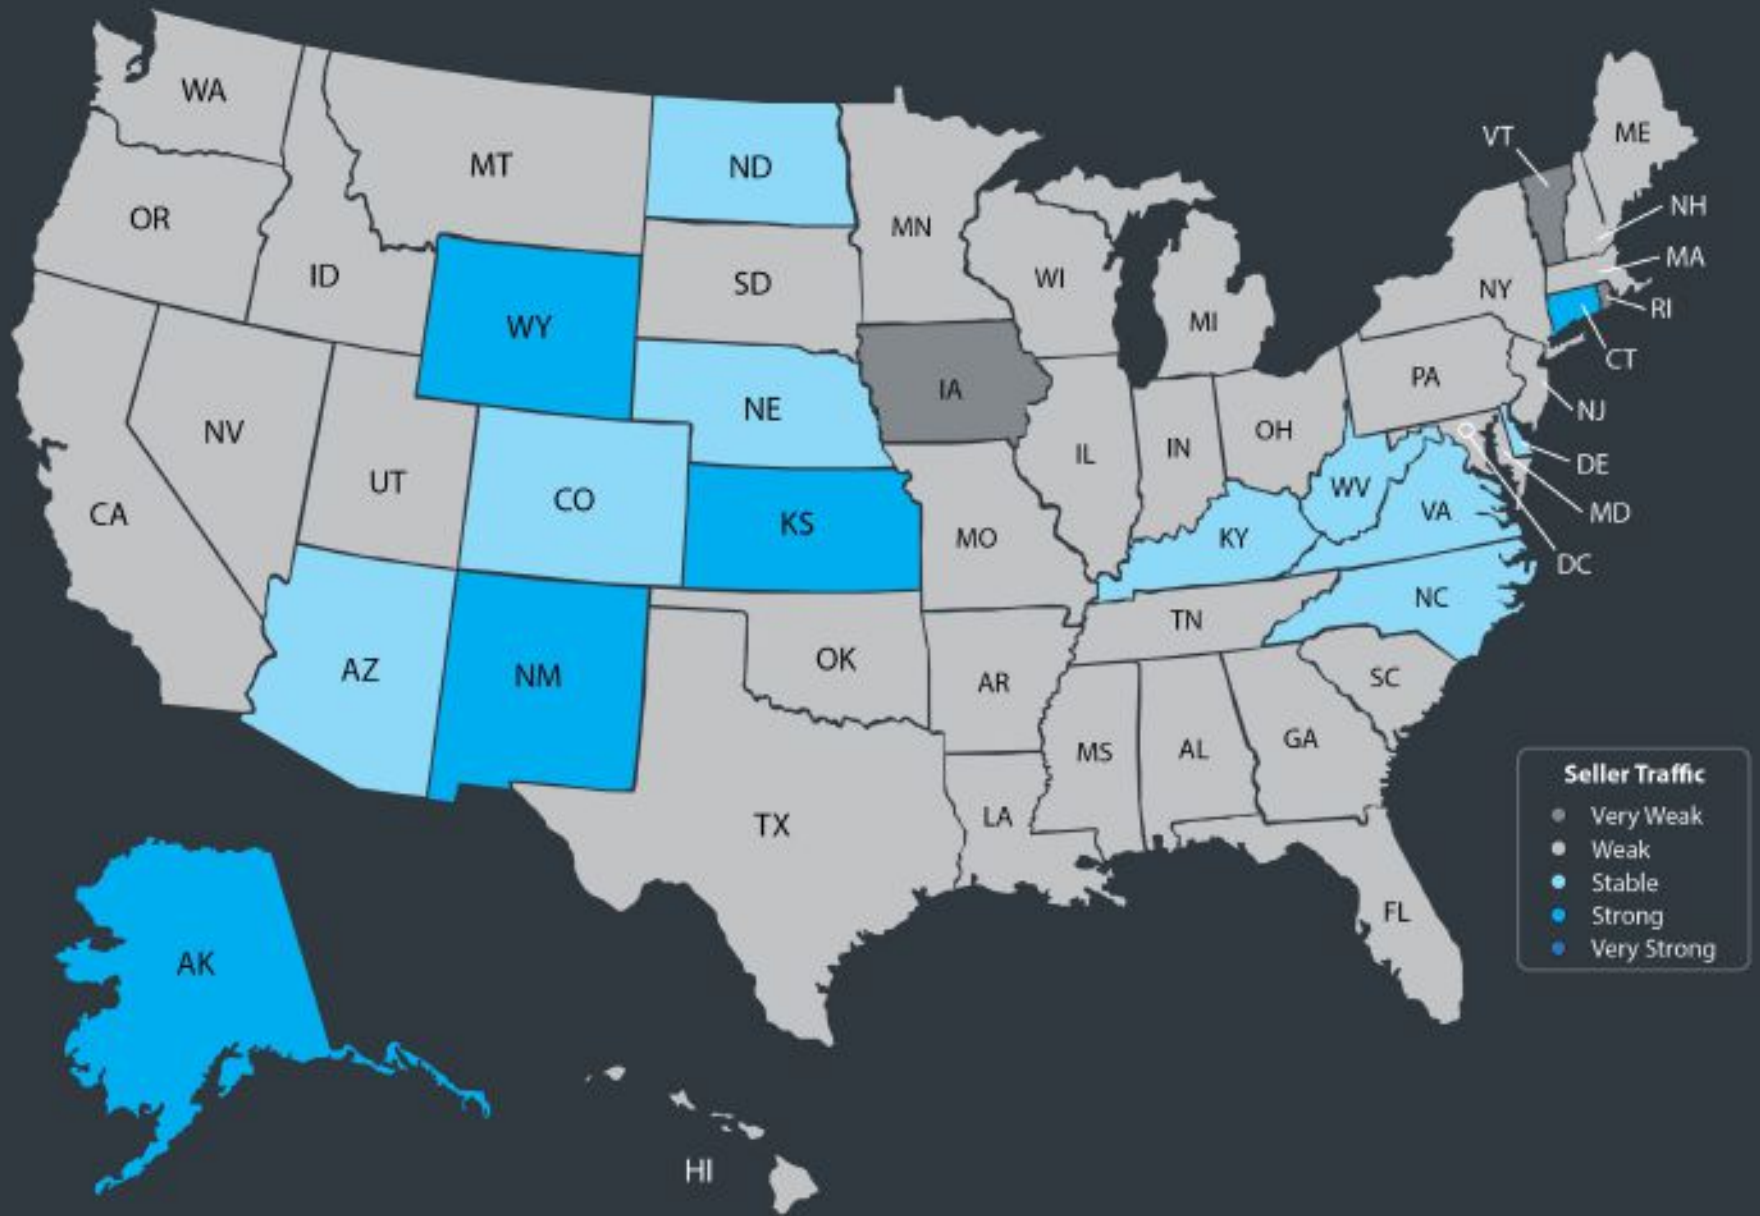 WA
MT
ND
MN
VT
ME
OR
ID
SD
WI
MI
NY
NH
MA
RI
CT
WY
IA
NE
PA
NJ
NV
UT
CO
KS
IL
IN
OH
DE
CA
MO
KY
WV
VA
MD
DC
AZ
NM
OK
AR
TN
NC
SC
TX
LA
MS
AL
GA
FL
AK
HI
Seller Traffic
Very Weak
Weak
Stable
Strong
Very Strong